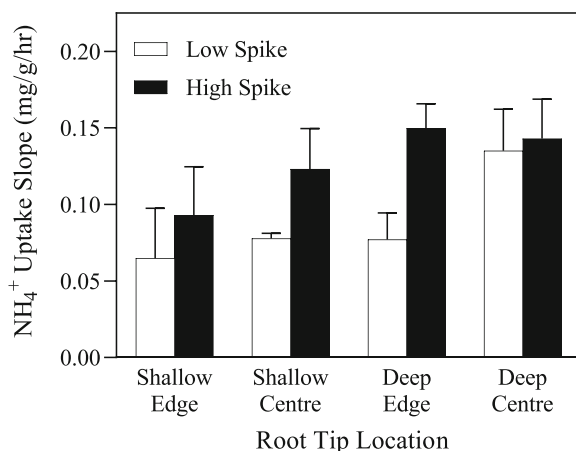 NH₄⁺ Uptake Slope (mg/g/hr)
0.20
0.15
0.10
0.05
0.00
Low Spike
High Spike
Shallow Edge
Shallow Centre
Deep Edge
Deep Centre
Root Tip Location